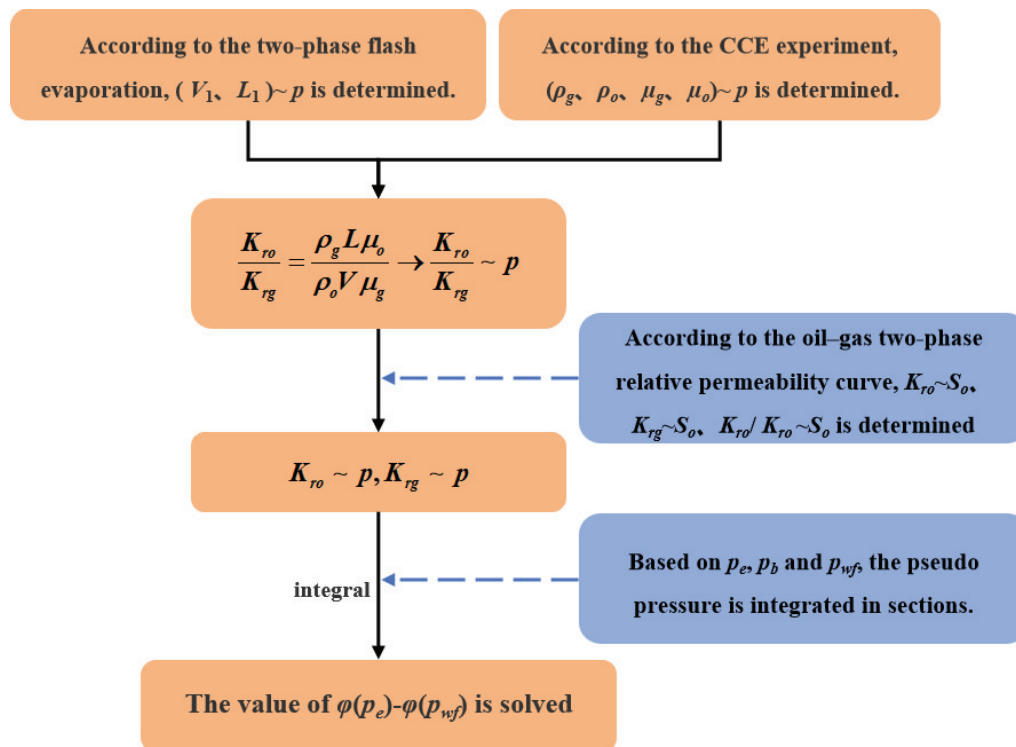 According to the two-phase flash
evaporation, ( V₁、 L₁ )~ p is determined.
According to the CCE experiment,
(ρg、 ρo、 μg、 μo)~ p is determined.
Kro/Krg = ρgLμo/ρoVμg → Kro/Krg ~ p
According to the oil–gas two-phase
relative permeability curve, Kro~So、
Krg~So、 Kro/ Kro~So is determined
Kro ~ p, Krg ~ p
Based on pe, pb and pwf, the pseudo
pressure is integrated in sections.
integral
The value of φ(pe)-φ(pwf) is solved